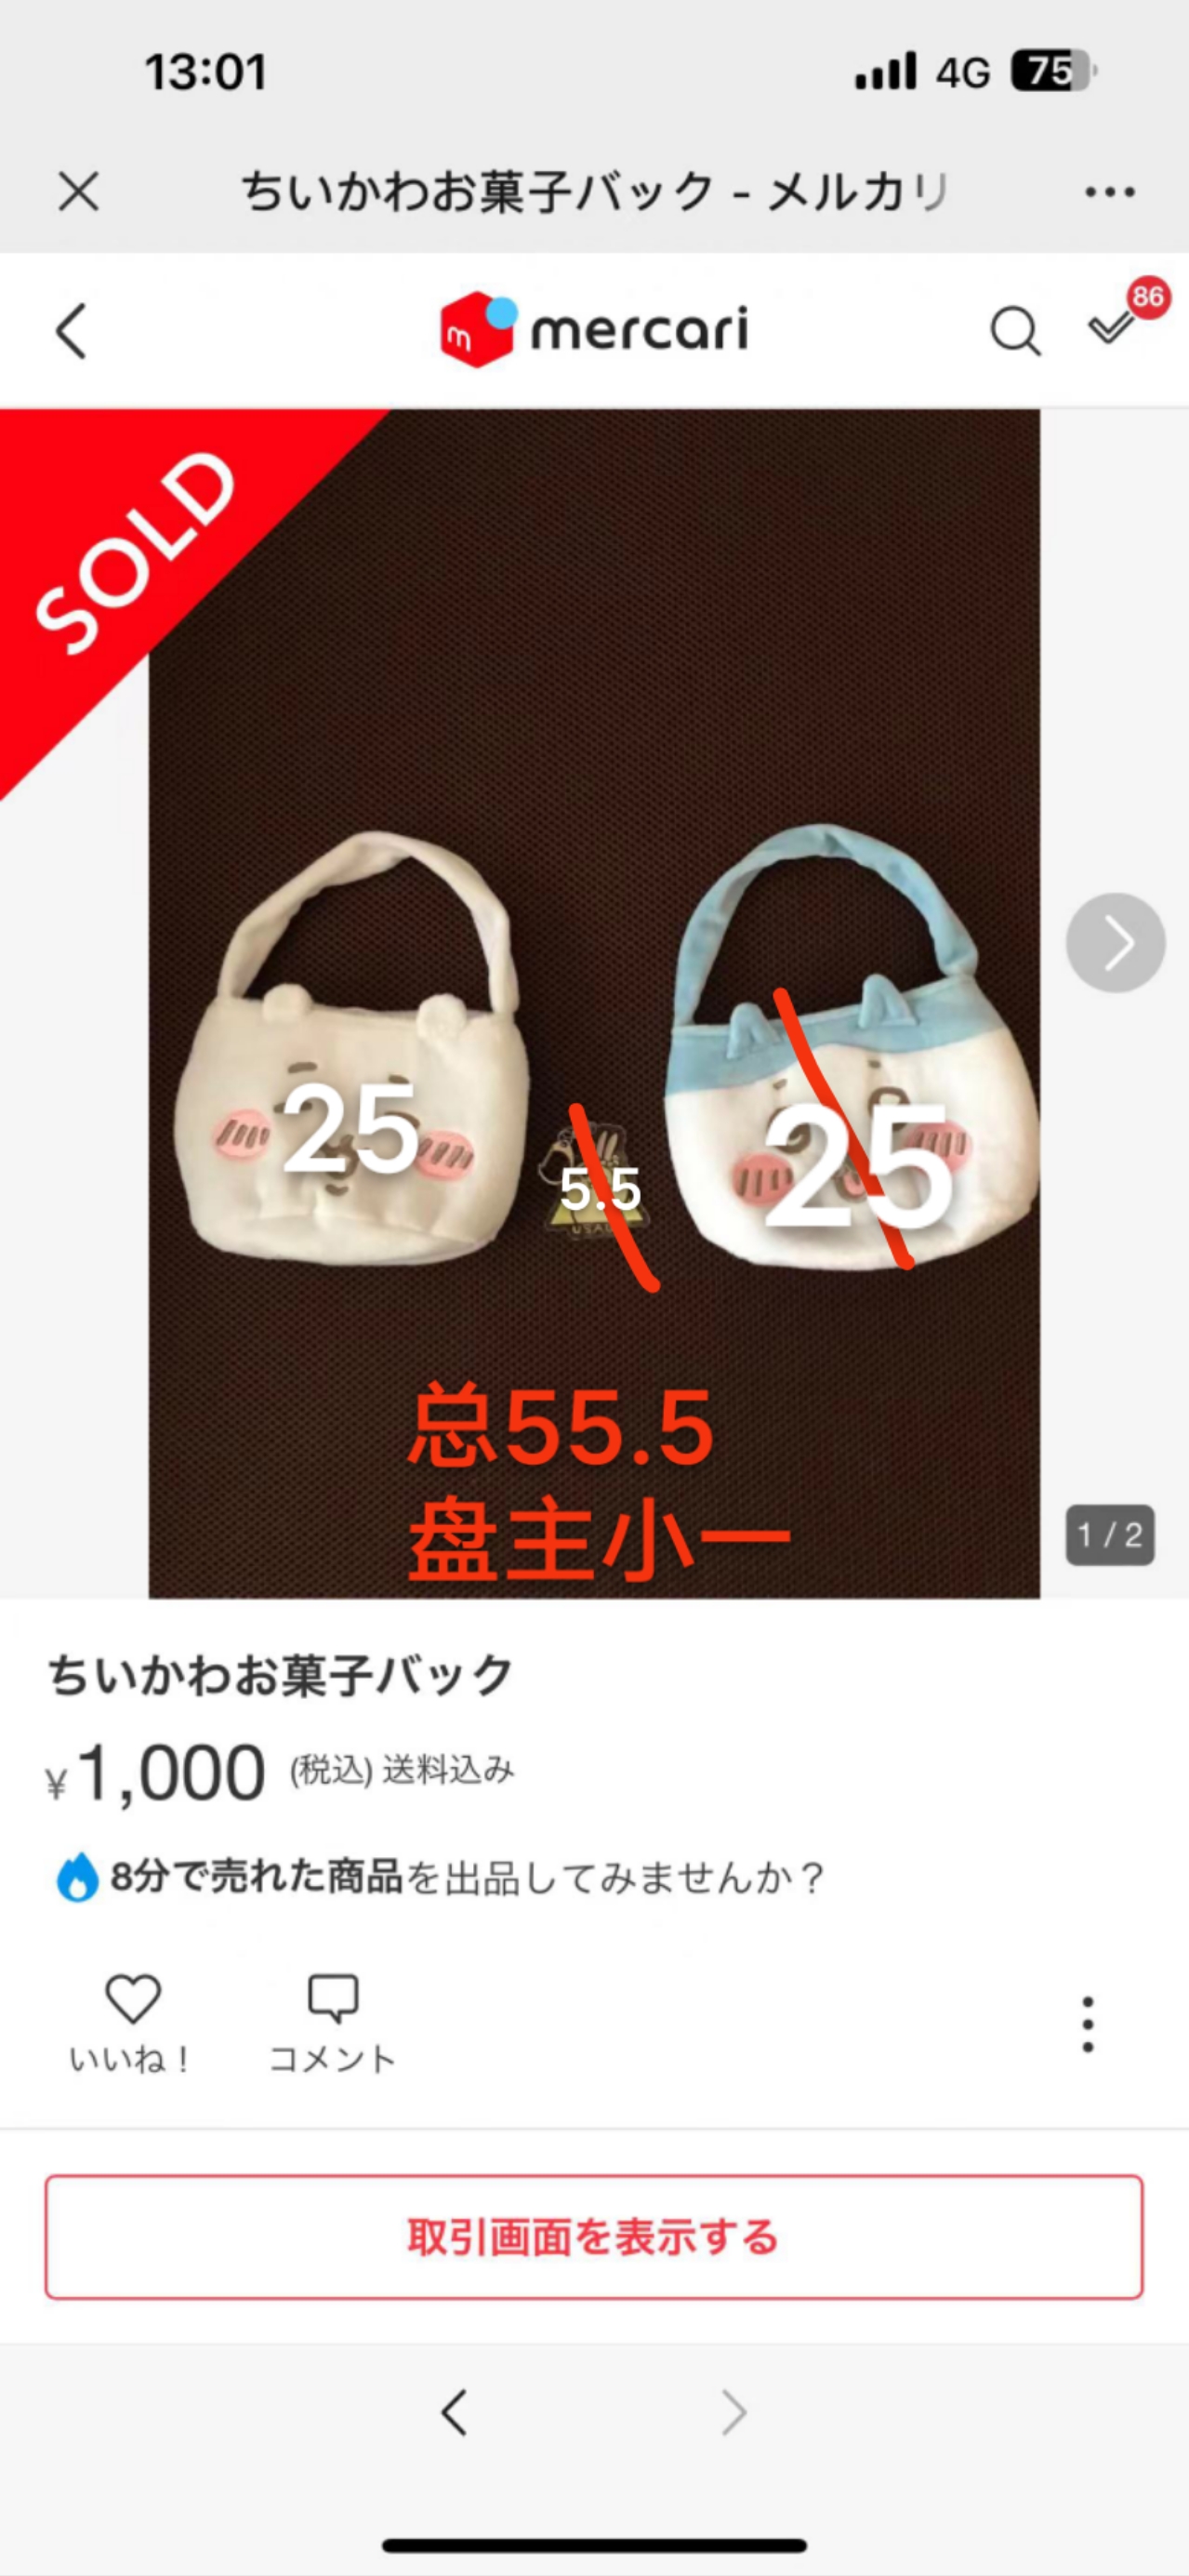 13:01
4G
75
ちいかわお菓子バック - メルカリ
mercari
86
SOLD
25
5.5
25
USAGI
总55.5
盘主小一
1 / 2
ちいかわお菓子バック
¥1,000 (税込) 送料込み
8分で売れた商品を出品してみませんか？
いいね！
コメント
取引画面を表示する